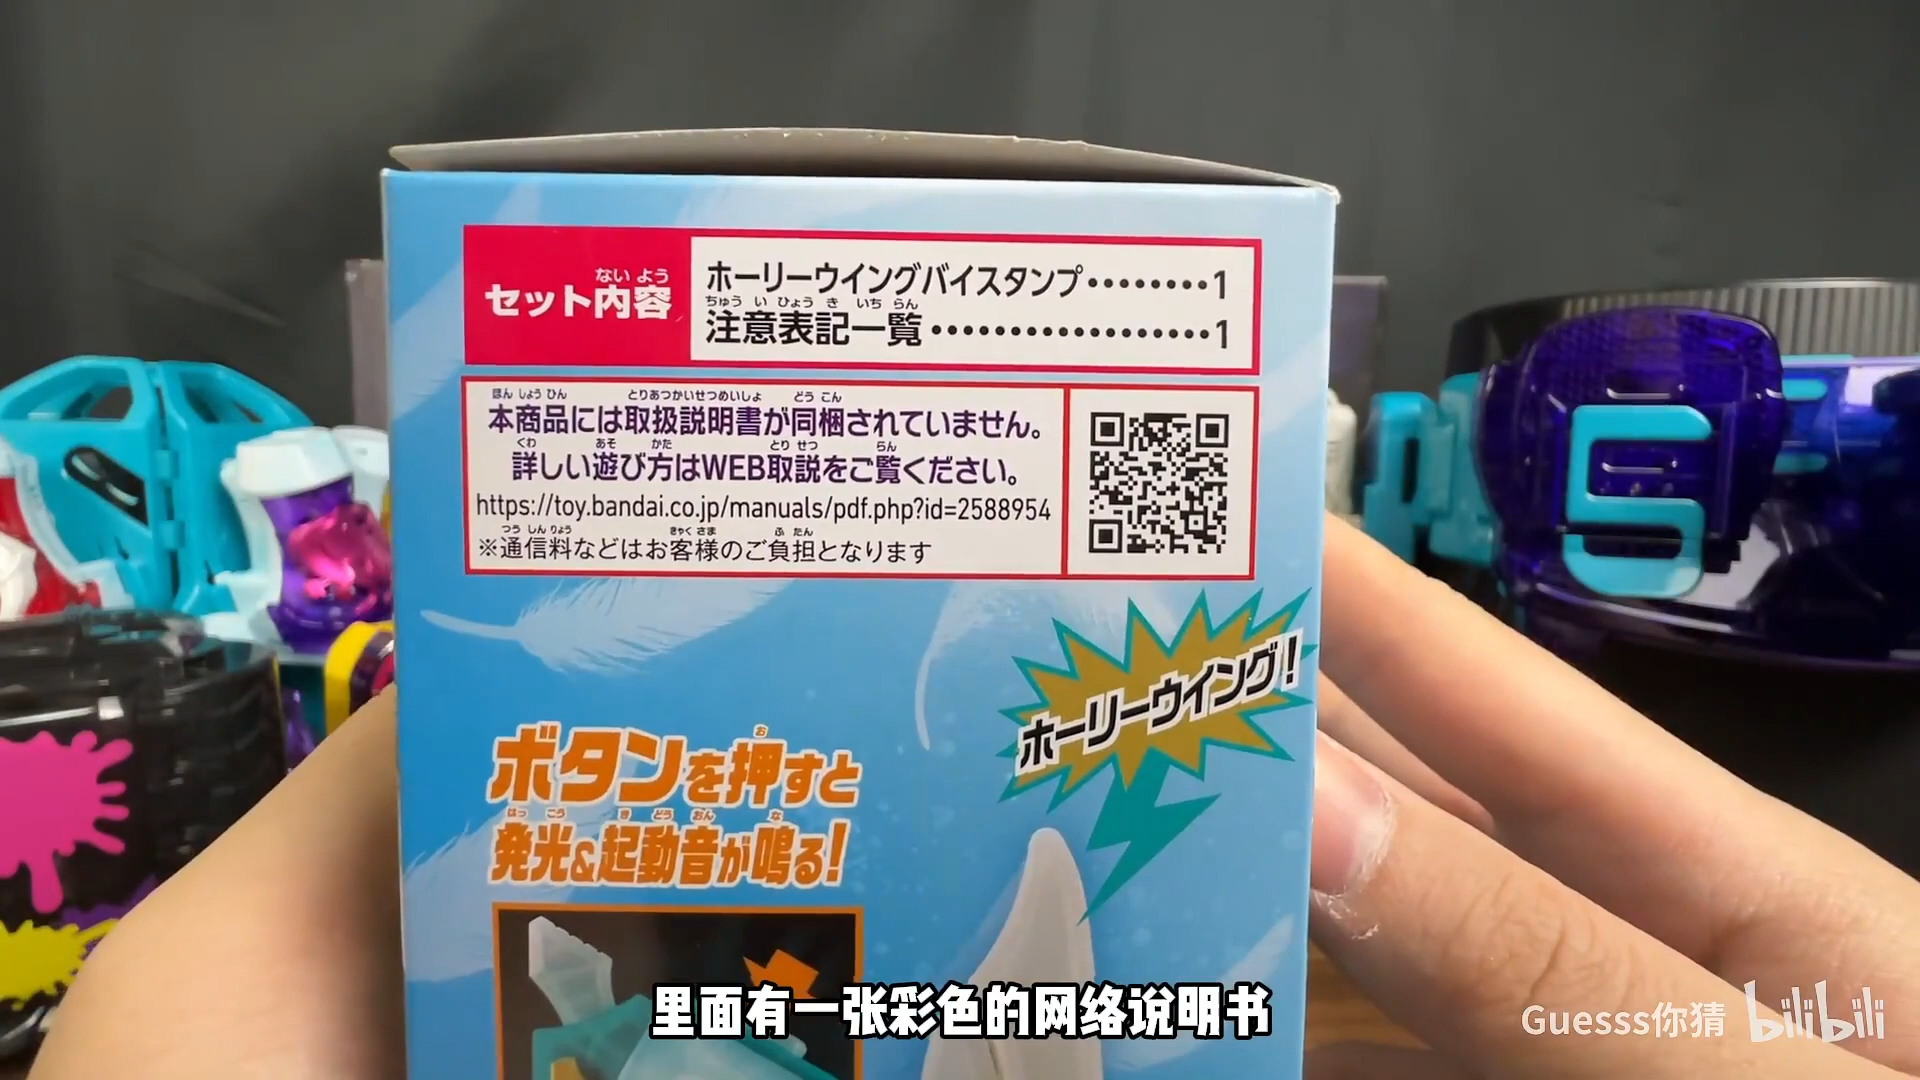 ないよう
セット内容
ホーリーウイングバイスタンプ········1
ちゅういひょうきいちらん
注意表記一覧·················1
ほんしょうひん とりあつかいせつめいしょ どうこん
本商品には取扱説明書が同梱されていません。
くわ あそ かた とりせつ らん
詳しい遊び方はWEB取説をご覧ください。
https://toy.bandai.co.jp/manuals/pdf.php?id=2588954
つうしんりょう きゃくさま ふたん
※通信料などはお客様のご負担となります
ホーリーウイング!
お
ボタンを押すと
はっこう きどうおん な
発光&起動音が鳴る!
5
里面有一张彩色的网络说明书
Guesss你猜 bilibili